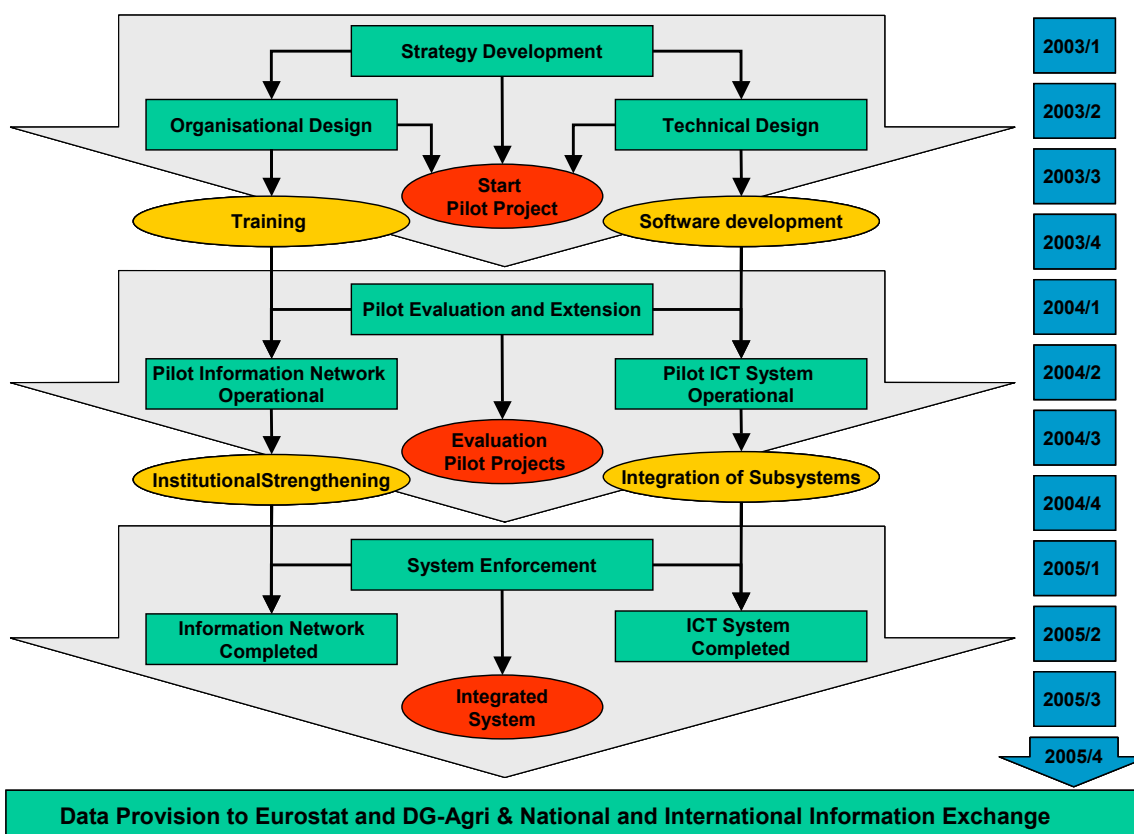 Strategy Development
2003/1
Organisational Design
Technical Design
2003/2
Start
Pilot Project
2003/3
Training
Software development
2003/4
Pilot Evaluation and Extension
2004/1
Pilot Information Network
Operational
Pilot ICT System
Operational
2004/2
Evaluation
Pilot Projects
2004/3
InstitutionalStrengthening
Integration of Subsystems
2004/4
System Enforcement
2005/1
Information Network
Completed
ICT System
Completed
2005/2
Integrated
System
2005/3
2005/4
Data Provision to Eurostat and DG-Agri & National and International Information Exchange